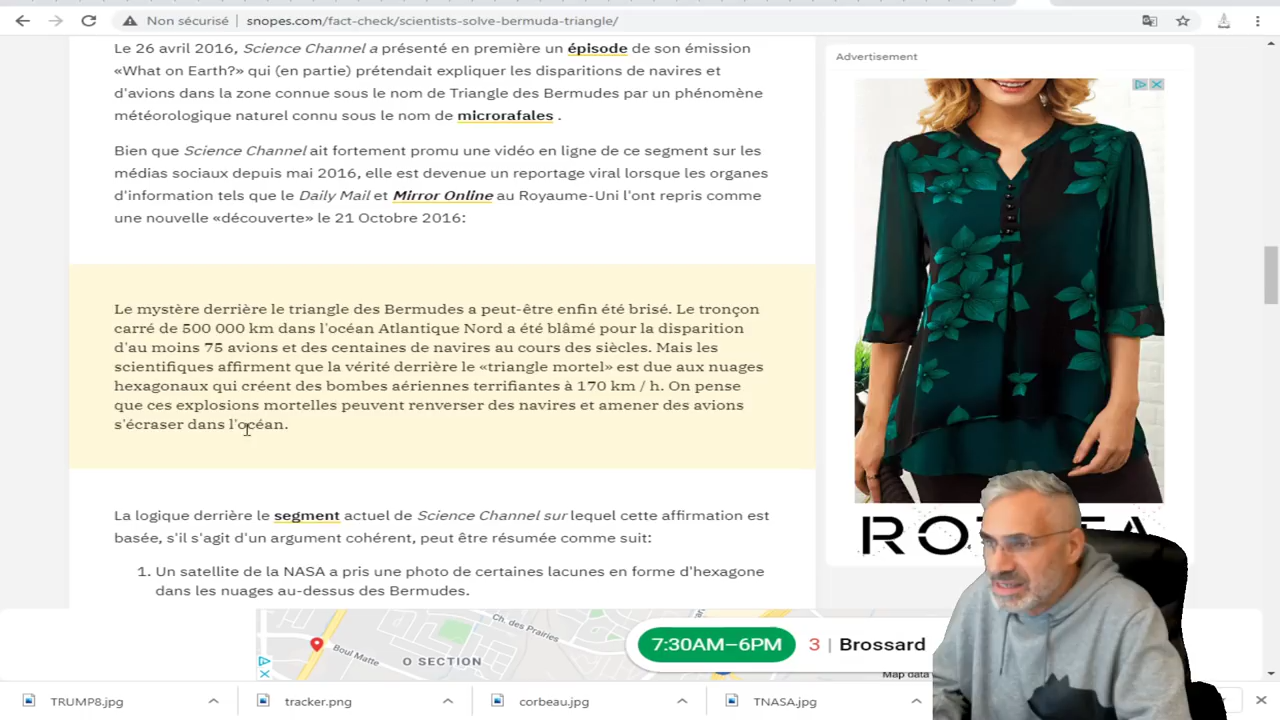 Non sécurisé
snopes.com/fact-check/scientists-solve-bermuda-triangle/
Le 26 avril 2016, Science Channel a présenté en première un épisode de son émission
«What on Earth?» qui (en partie) prétendait expliquer les disparitions de navires et
d'avions dans la zone connue sous le nom de Triangle des Bermudes par un phénomène
météorologique naturel connu sous le nom de microrafales .
Bien que Science Channel ait fortement promu une vidéo en ligne de ce segment sur les
médias sociaux depuis mai 2016, elle est devenue un reportage viral lorsque les organes
d'information tels que le Daily Mail et Mirror Online au Royaume-Uni l'ont repris comme
une nouvelle «découverte» le 21 Octobre 2016:
Le mystère derrière le triangle des Bermudes a peut-être enfin été brisé. Le tronçon
carré de 500 000 km dans l'océan Atlantique Nord a été blâmé pour la disparition
d'au moins 75 avions et des centaines de navires au cours des siècles. Mais les
scientifiques affirment que la vérité derrière le «triangle mortel» est due aux nuages
hexagonaux qui créent des bombes aériennes terrifiantes à 170 km / h. On pense
que ces explosions mortelles peuvent renverser des navires et amener des avions
s'écraser dans l'océan.
La logique derrière le segment actuel de Science Channel sur lequel cette affirmation est
basée, s'il s'agit d'un argument cohérent, peut être résumée comme suit:
1. Un satellite de la NASA a pris une photo de certaines lacunes en forme d'hexagone
dans les nuages au-dessus des Bermudes.
Advertisement
Ch. des Prairies
Boul Matte
O SECTION
7:30AM–6PM
3 | Brossard
Map data
TRUMP8.jpg
tracker.png
corbeau.jpg
TNASA.jpg